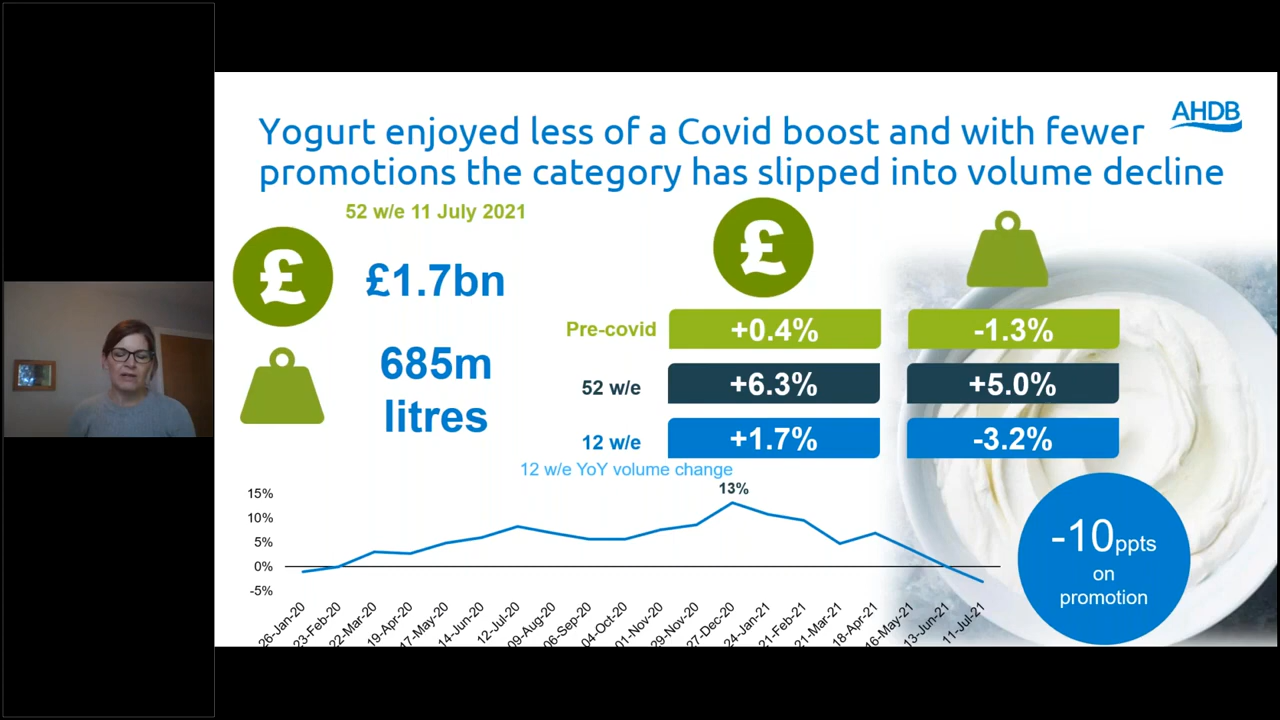 AHDB
Yogurt enjoyed less of a Covid boost and with fewer
promotions the category has slipped into volume decline
52 w/e 11 July 2021
£
£1.7bn
685m
litres
£
Pre-covid
+0.4%
-1.3%
52 w/e
+6.3%
+5.0%
12 w/e
+1.7%
-3.2%
12 w/e YoY volume change
13%
15%
10%
5%
0%
-5%
26-Jan-20
23-Feb-20
22-Mar-20
19-Apr-20
17-May-20
14-Jun-20
12-Jul-20
09-Aug-20
06-Sep-20
04-Oct-20
01-Nov-20
29-Nov-20
27-Dec-20
24-Jan-21
21-Feb-21
21-Mar-21
18-Apr-21
16-May-21
13-Jun-21
11-Jul-21
-10ppts
on
promotion